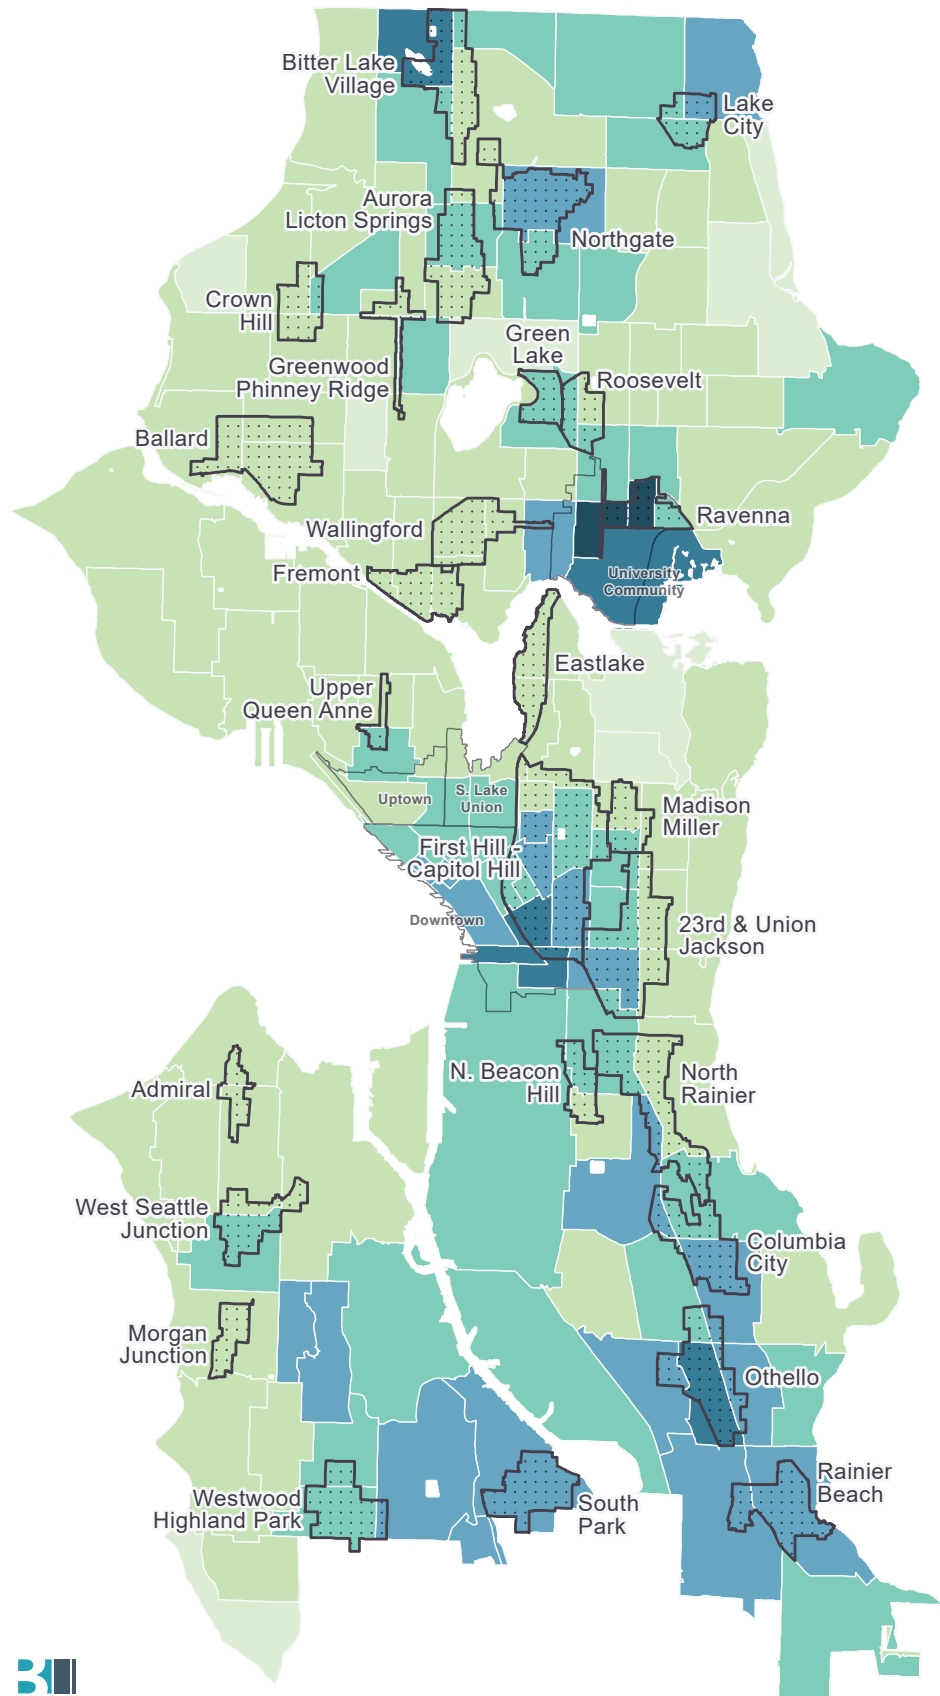 Bitter Lake
Village
Lake
City
Aurora
Licton Springs
Northgate
Crown
Hill
Green
Lake
Greenwood
Phinney Ridge
Roosevelt
Ballard
Ravenna
Wallingford
Fremont
University
Community
Eastlake
Upper
Queen Anne
Uptown
S. Lake
Union
Madison
Miller
First Hill -
Capitol Hill
Downtown
23rd & Union
Jackson
N. Beacon
Hill
North
Rainier
Admiral
West Seattle
Junction
Columbia
City
Morgan
Junction
Othello
Westwood
Highland Park
South
Park
Rainier
Beach